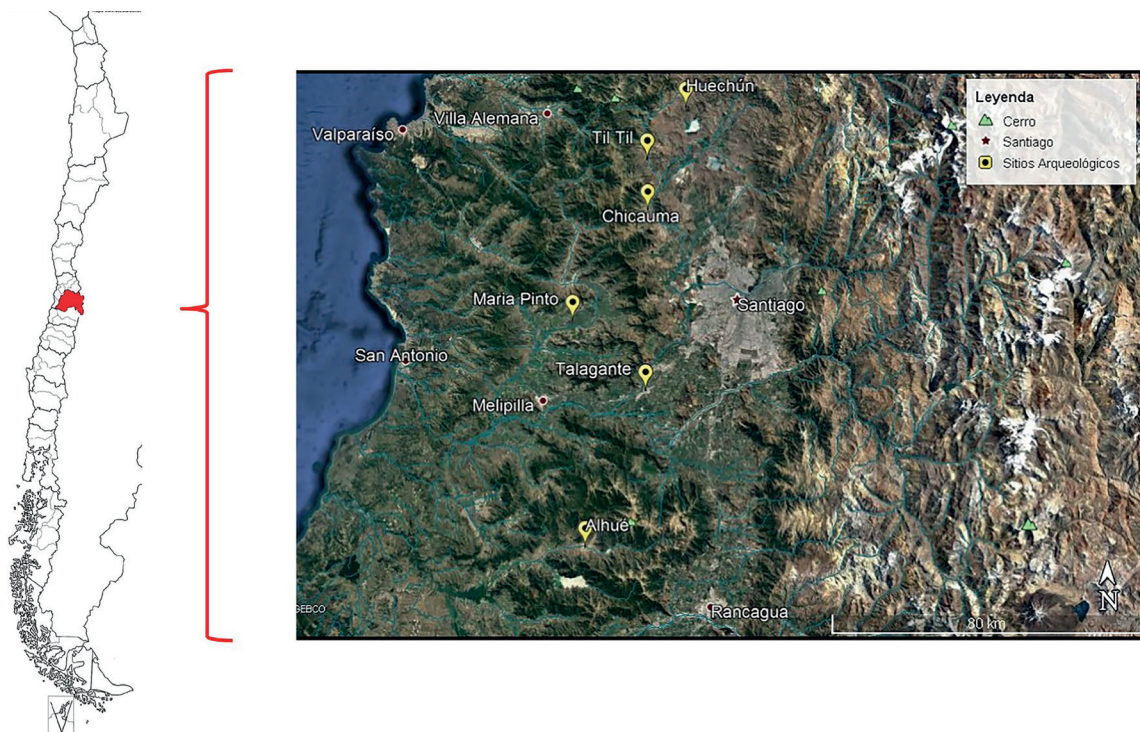 Huechún
Leyenda
Cerro
Santiago
Sitios Arqueológicos
Villa Alemana
Valparaíso
Til Til
Chicauma
Maria Pinto
Santiago
San Antonio
Talagante
Melipilla
Alhué
GEBCO
Rancagua
N
80 km